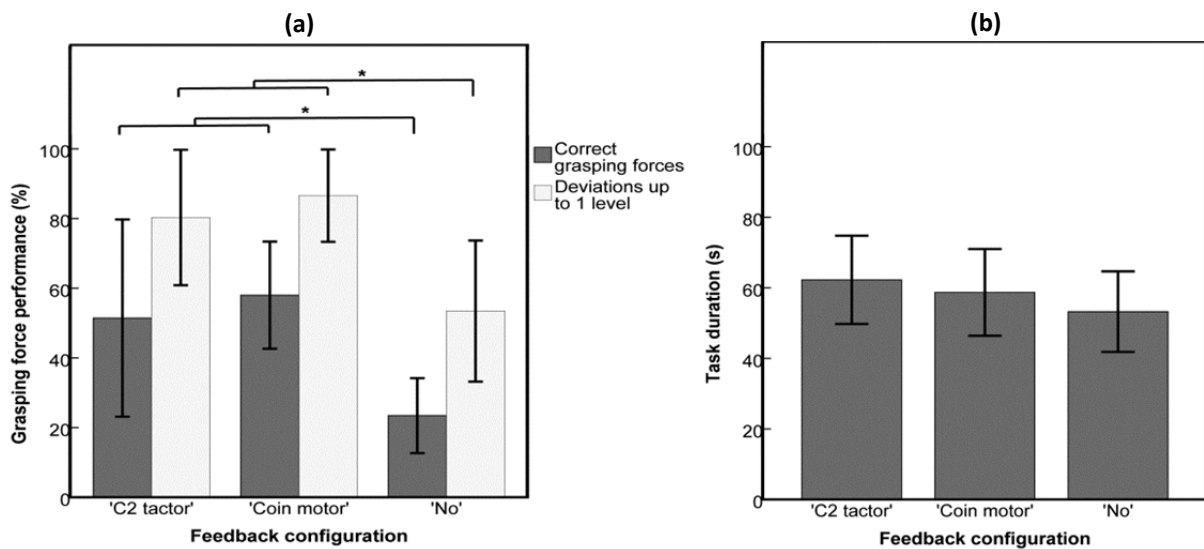 (a)
*
*
100
80
60
40
20
0
Grasping force performance (%)
'C2 tactor' 'Coin motor' 'No'
Feedback configuration
Correct
grasping forces
Deviations up
to 1 level
(b)
100
80
60
40
20
0
Task duration (s)
'C2 tactor' 'Coin motor' 'No'
Feedback configuration